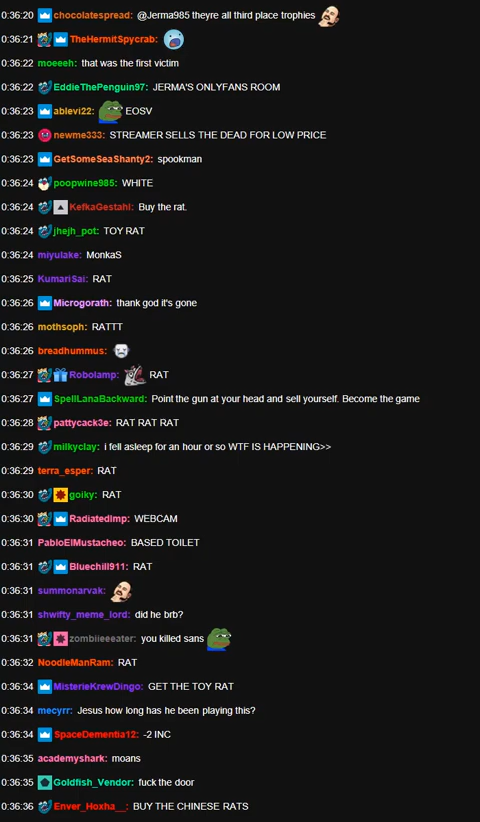 0:36:20 chocolatespread: @Jerma985 theyre all third place trophies
0:36:21 TheHermitSpycrab:
0:36:22 moeeeh: that was the first victim
0:36:22 EddieThePenguin97: JERMA'S ONLYFANS ROOM
0:36:23 ablevi22: EOSV
0:36:23 newme333: STREAMER SELLS THE DEAD FOR LOW PRICE
0:36:23 GetSomeSeaShanty2: spookman
0:36:24 poopwine985: WHITE
0:36:24 KefkaGestahl: Buy the rat.
0:36:24 jhejh_pot: TOY RAT
0:36:24 miyulake: MonkaS
0:36:25 KumariSai: RAT
0:36:26 Microgorath: thank god it's gone
0:36:26 mothsoph: RATTT
0:36:26 breadhummus:
0:36:27 Robolamp: RAT
0:36:27 SpellLanaBackward: Point the gun at your head and sell yourself. Become the game
0:36:28 pattycack3e: RAT RAT RAT
0:36:29 milkyclay: i fell asleep for an hour or so WTF IS HAPPENING>>
0:36:29 terra_esper: RAT
0:36:30 goiky: RAT
0:36:30 RadiatedImp: WEBCAM
0:36:31 PabloElMustacheo: BASED TOILET
0:36:31 Bluechili911: RAT
0:36:31 summonarvak:
0:36:31 shwifty_meme_lord: did he brb?
0:36:31 zombiieeeater: you killed sans
0:36:32 NoodleManRam: RAT
0:36:34 MisterieKrewDingo: GET THE TOY RAT
0:36:34 mecyrr: Jesus how long has he been playing this?
0:36:34 SpaceDementia12: -2 INC
0:36:35 academyshark: moans
0:36:35 Goldfish_Vendor: fuck the door
0:36:36 Enver_Hoxha__: BUY THE CHINESE RATS